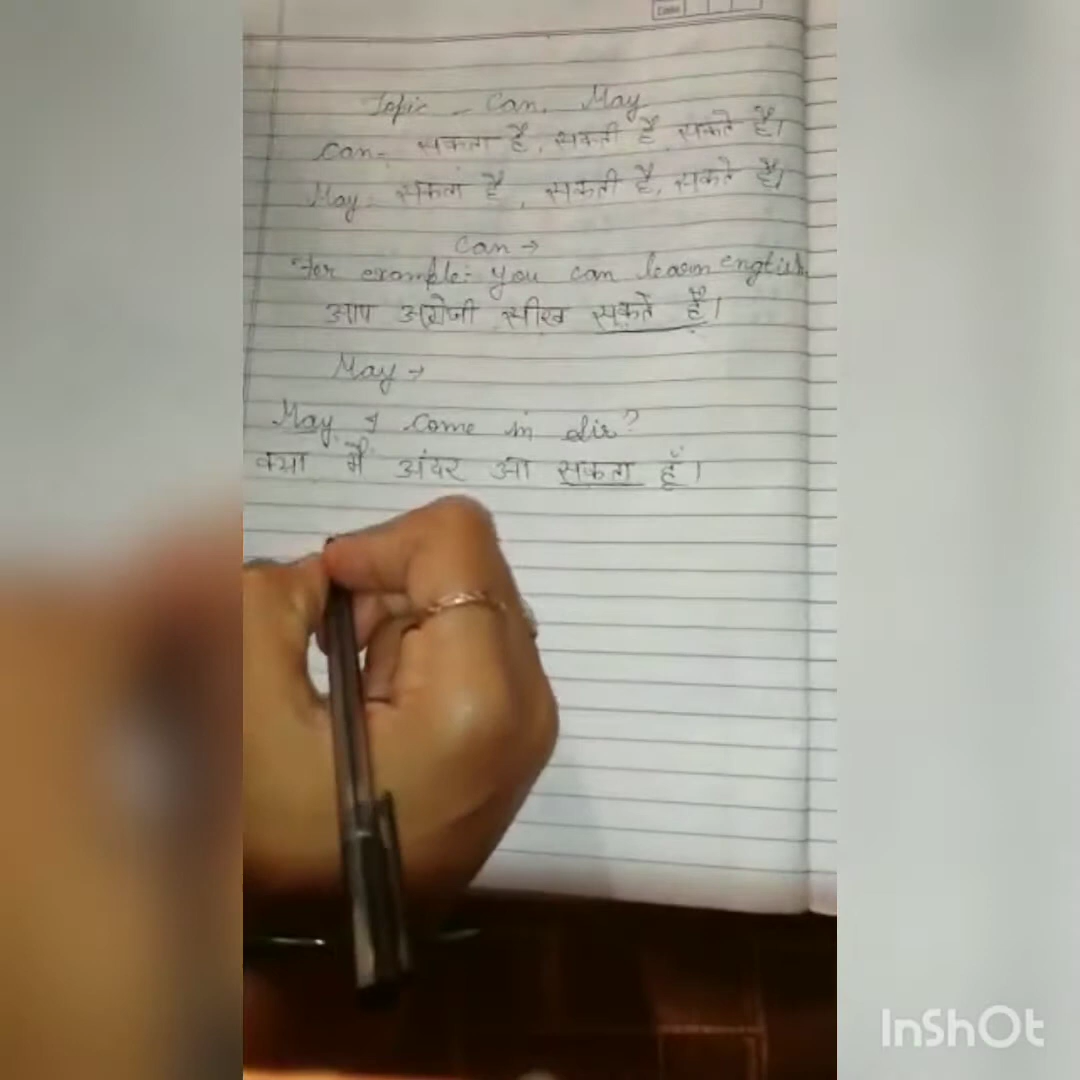 Date
Topic - Can, May
Can - सकता है, सकती है, सकते है।
May - सकता है, सकती है, सकते है।
Can →
For example:- You can learn english
आप अंग्रेजी सीख सकते हैं।
May →
May I come in sir?
क्या मैं अंदर आ सकता हूँ।
InShOt